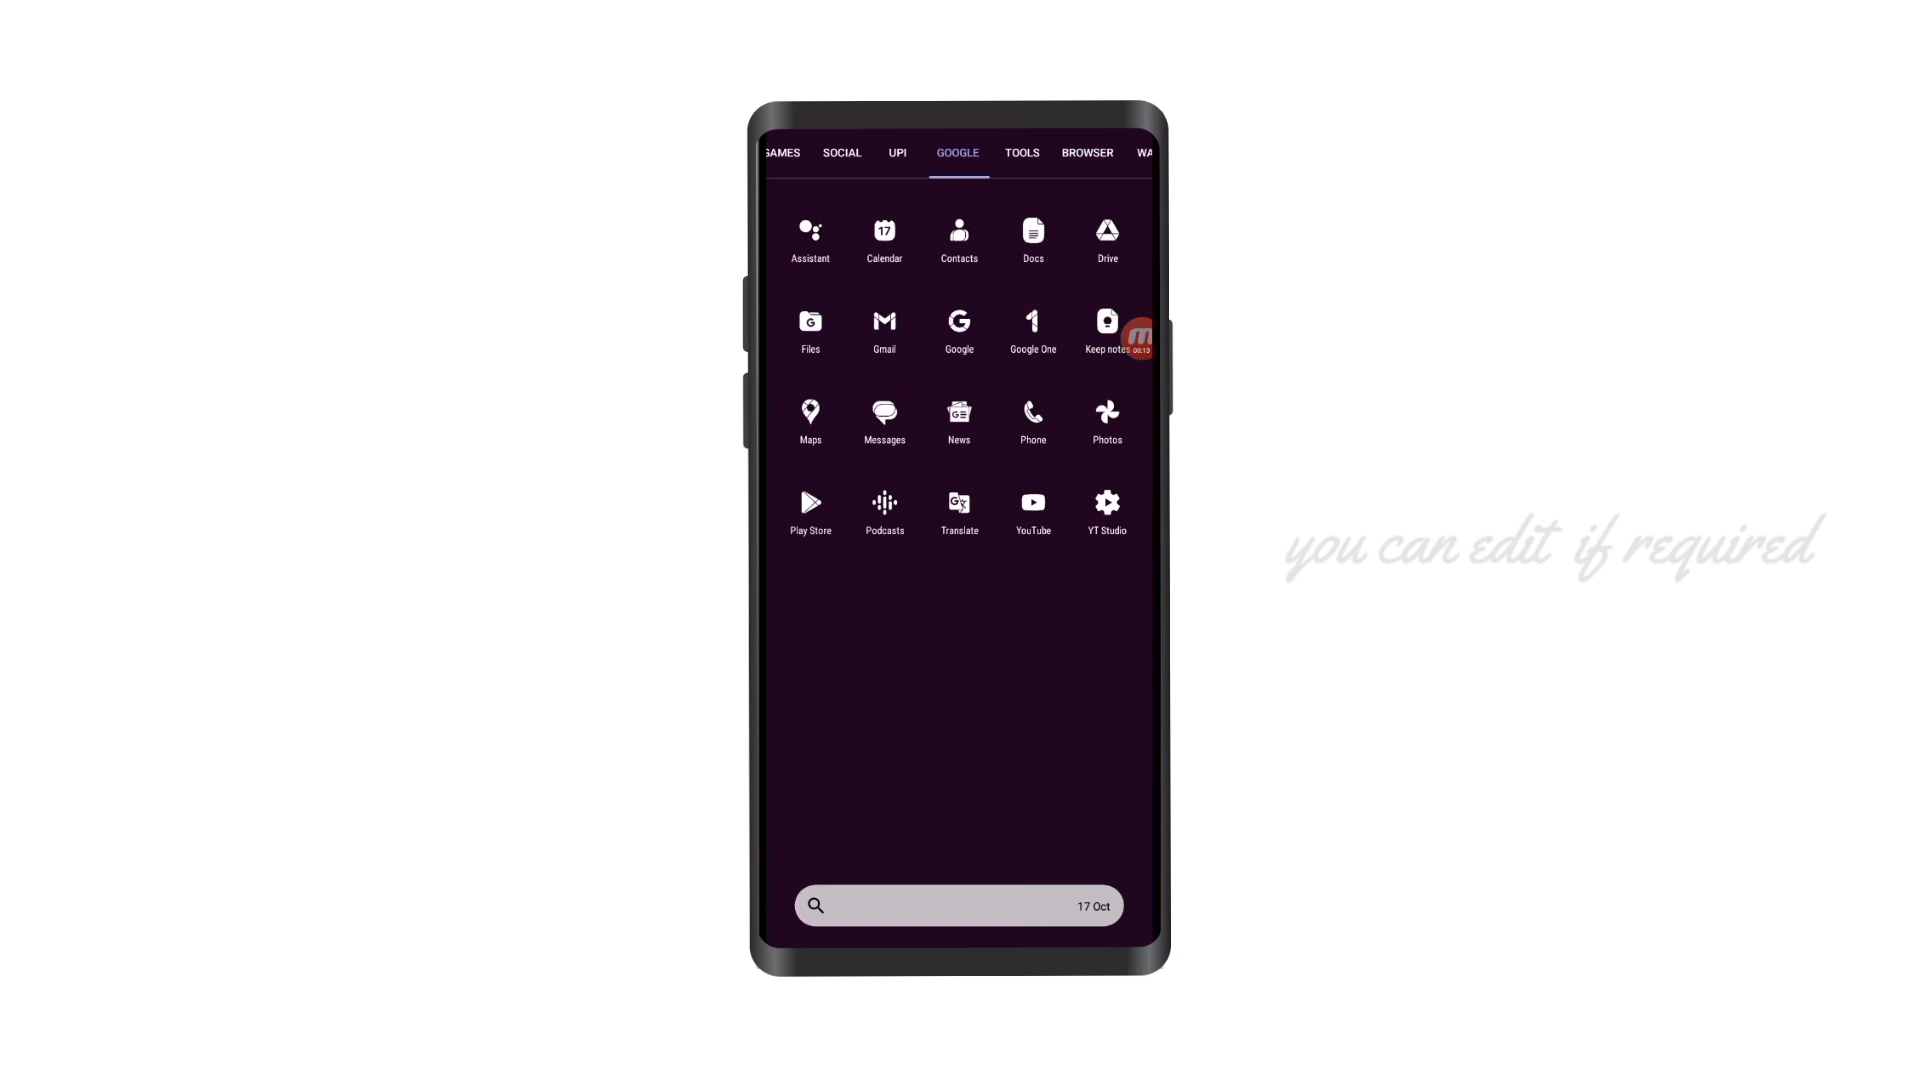 GAMES SOCIAL UPI GOOGLE TOOLS BROWSER WA
17
Assistant Calendar Contacts Docs Drive
Files Gmail Google Google One Keep notes
00:13
Maps Messages News Phone Photos
Play Store Podcasts Translate YouTube YT Studio
you can edit if required
17 Oct